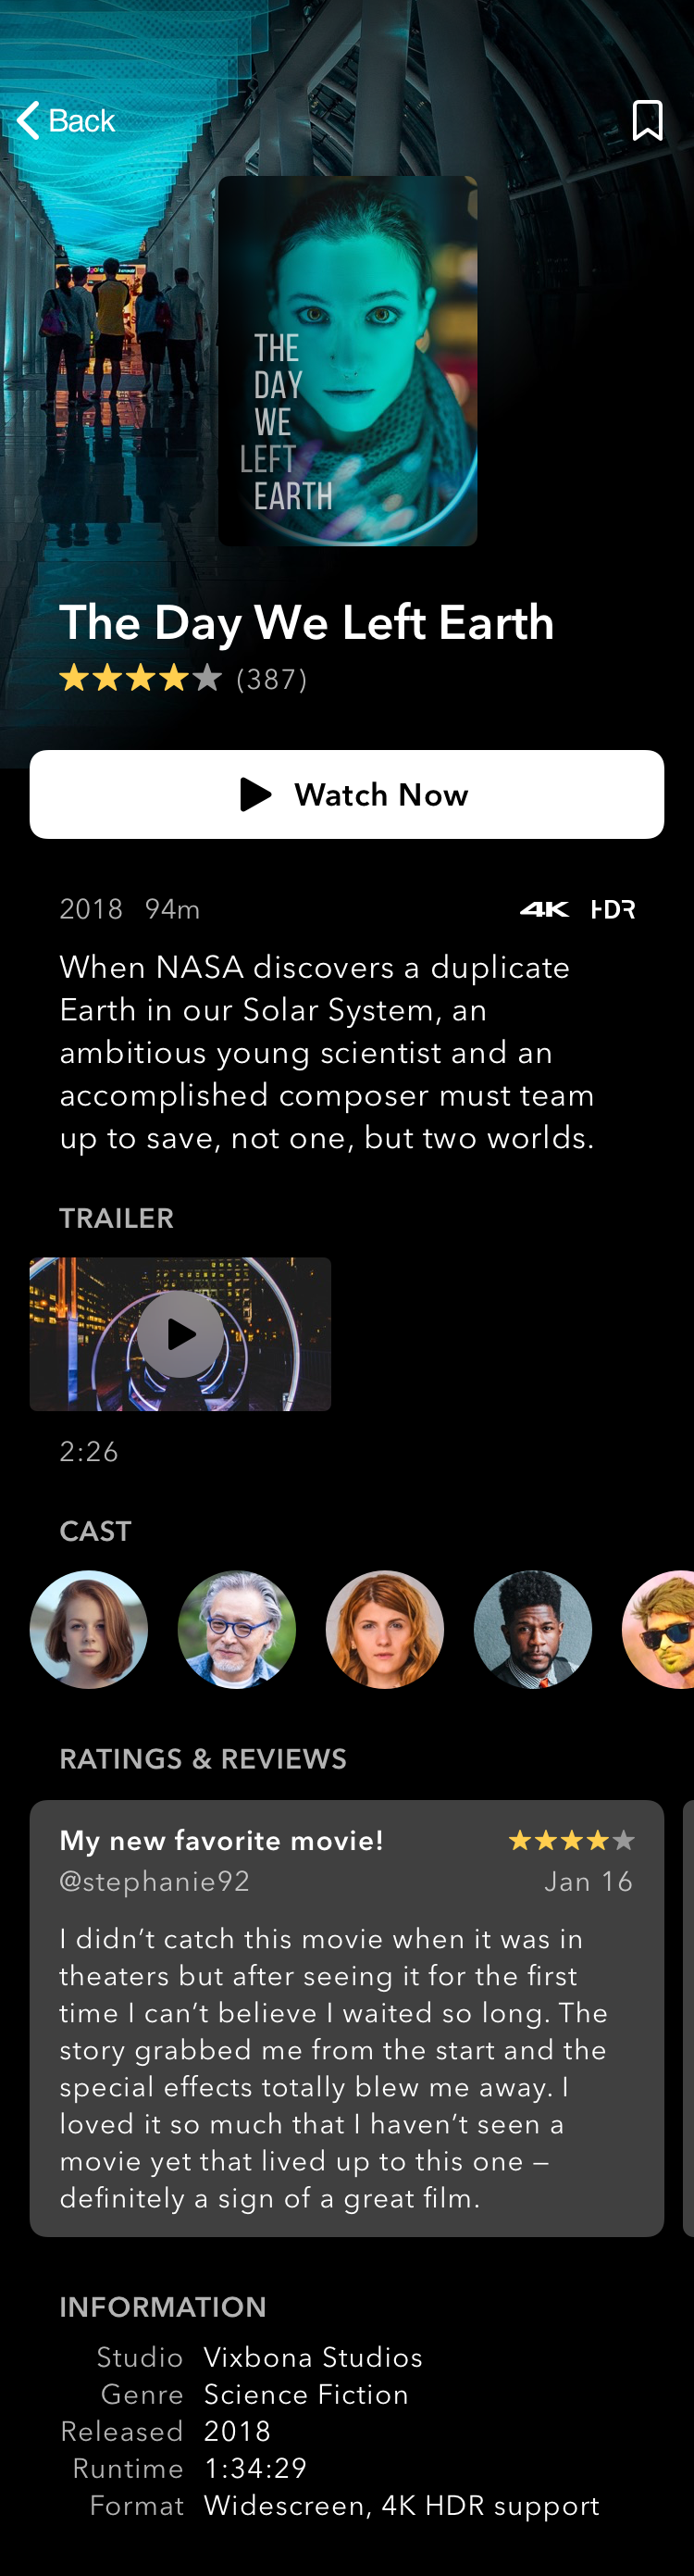 Back
THE
DAY
WE
LEFT
EARTH
The Day We Left Earth
(387)
Watch Now
2018 94m 4K HDR
When NASA discovers a duplicate
Earth in our Solar System, an
ambitious young scientist and an
accomplished composer must team
up to save, not one, but two worlds.
TRAILER
2:26
CAST
RATINGS & REVIEWS
My new favorite movie!
@stephanie92 Jan 16
I didn’t catch this movie when it was in
theaters but after seeing it for the first
time I can’t believe I waited so long. The
story grabbed me from the start and the
special effects totally blew me away. I
loved it so much that I haven’t seen a
movie yet that lived up to this one –
definitely a sign of a great film.
INFORMATION
Studio Vixbona Studios
Genre Science Fiction
Released 2018
Runtime 1:34:29
Format Widescreen, 4K HDR support